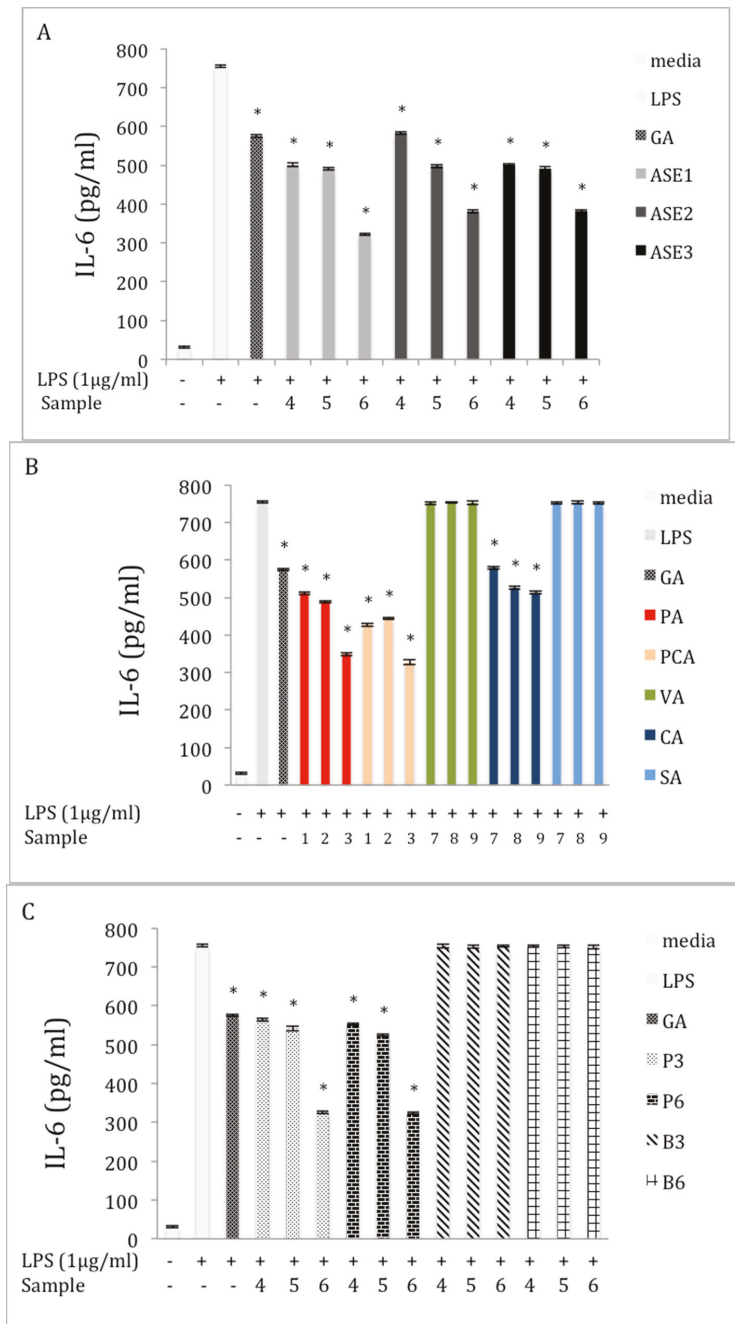 A
IL-6 (pg/ml)
800
700
600
500
400
300
200
100
0
* * * * * * * * * *
LPS (1µg/ml) - + + + + + + + + + + +
Sample - - - 4 5 6 4 5 6 4 5 6
media
LPS
GA
ASE1
ASE2
ASE3
B
IL-6 (pg/ml)
800
700
600
500
400
300
200
100
0
* * * * * * * * * *
LPS (1µg/ml) - + + + + + + + + + + + + + + + + +
Sample - - - 1 2 3 1 2 3 7 8 9 7 8 9 7 8 9
media
LPS
GA
PA
PCA
VA
CA
SA
C
IL-6 (pg/ml)
800
700
600
500
400
300
200
100
0
* * * * * * *
LPS (1µg/ml) - + + + + + + + + + + + + + +
Sample - - - 4 5 6 4 5 6 4 5 6 4 5 6
media
LPS
GA
P3
P6
B3
B6